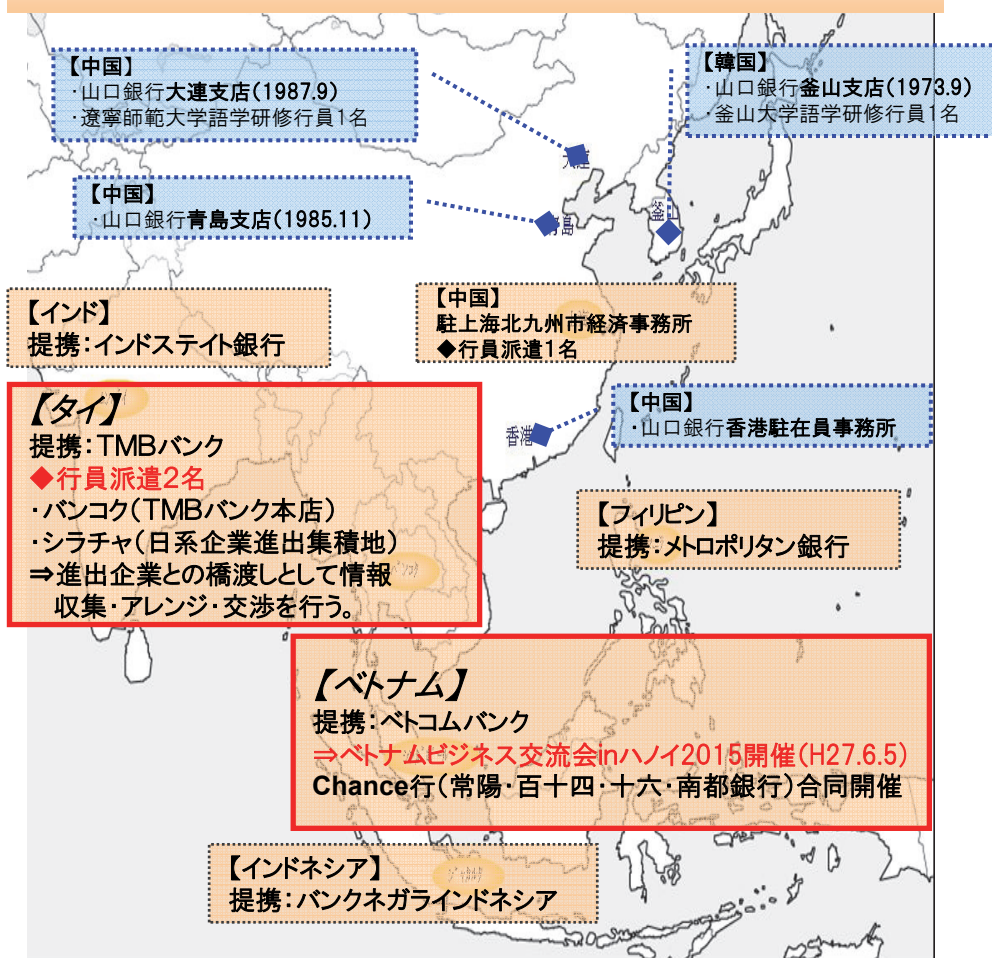 【中国】
・山口銀行大連支店(1987.9)
・遼寧師範大学語学研修行員1名
【韓国】
・山口銀行釜山支店(1973.9)
・釜山大学語学研修行員1名
大連
【中国】
・山口銀行青島支店(1985.11)
青島
釜山
【インド】
提携：インドステイト銀行
【中国】
駐上海北九州市経済事務所
◆行員派遣1名
【タイ】
提携：TMBバンク
◆行員派遣2名
・バンコク(TMBバンク本店)
・シラチャ(日系企業進出集積地)
⇒進出企業との橋渡しとして情報
収集・アレンジ・交渉を行う。
バンコク
【中国】
・山口銀行香港駐在員事務所
香港
【フィリピン】
提携：メトロポリタン銀行
【ベトナム】
提携：ベトコムバンク
⇒ベトナムビジネス交流会inハノイ2015開催(H27.6.5)
Chance行(常陽・百十四・十六・南都銀行)合同開催
【インドネシア】
提携：バンクネガラインドネシア
ジャカルタ